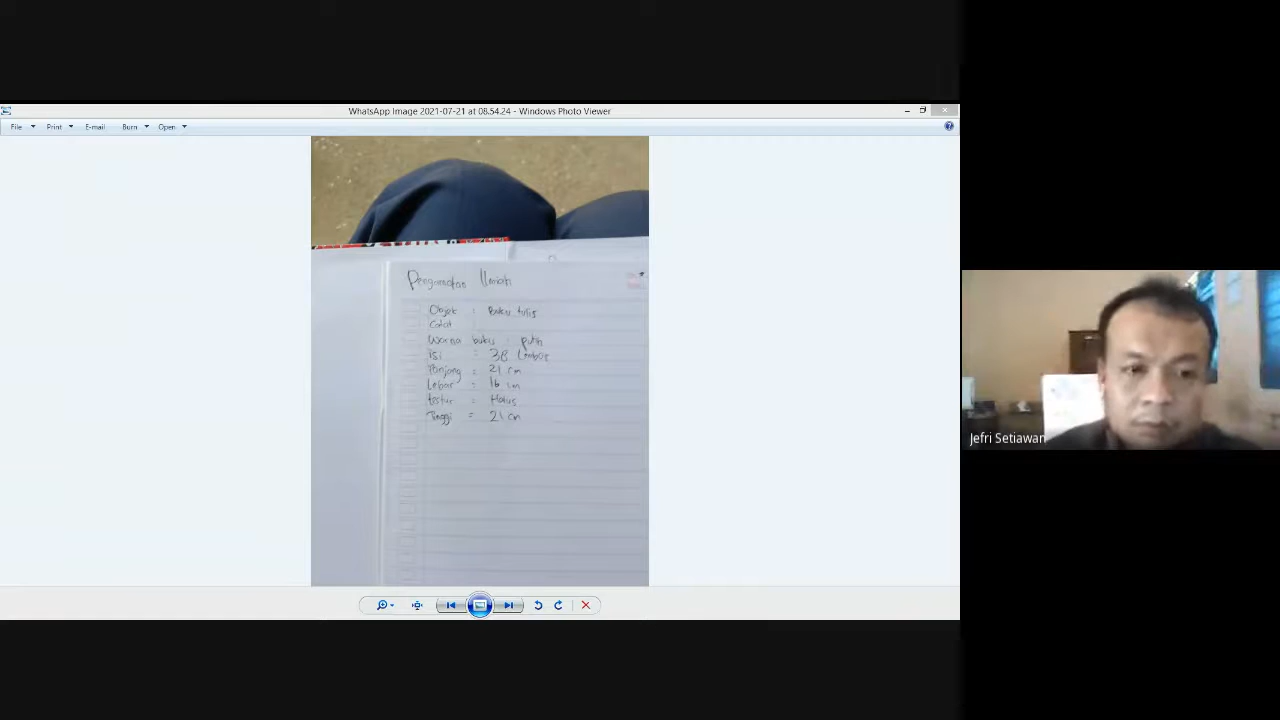 WhatsApp Image 2021-07-21 at 08.54.24 - Windows Photo Viewer
File Print E-mail Burn Open
Pengamatan Ilmiah
Objek : Buku tulis
Catat
Warna buku : putih
isi : 38 Lembar
Panjang = 21 cm
Lebar = 16 cm
testur = Halus
Tinggi = 21 cm
Jefri Setiawan